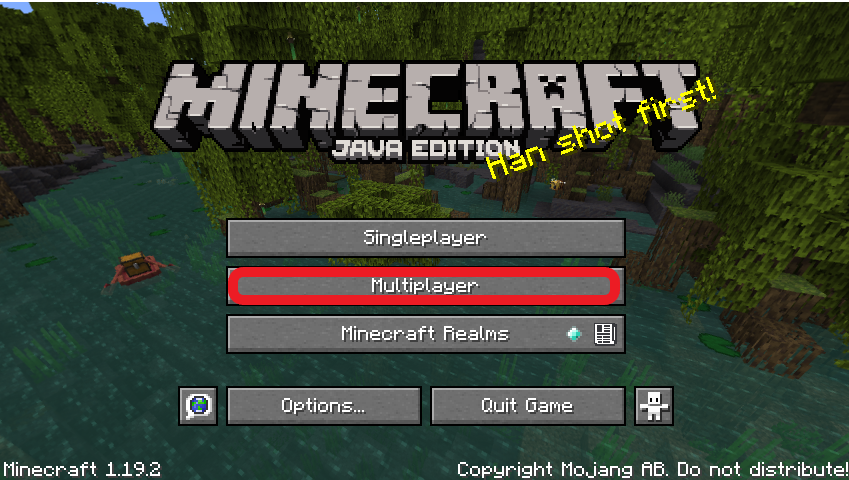 MINECRAFT
JAVA EDITION
Han shot first!
Singleplayer
Multiplayer
Minecraft Realms
Options...
Quit Game
Minecraft 1.19.2
Copyright Mojang AB. Do not distribute!